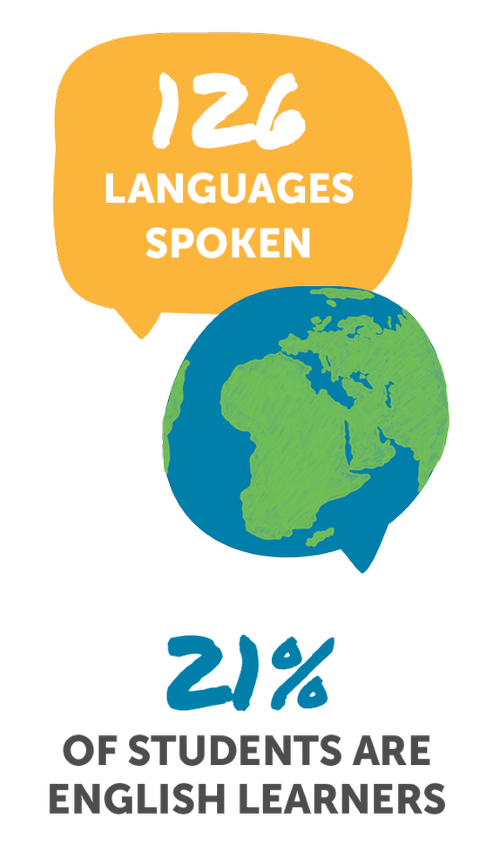 126
LANGUAGES
SPOKEN
21%
OF STUDENTS ARE
ENGLISH LEARNERS